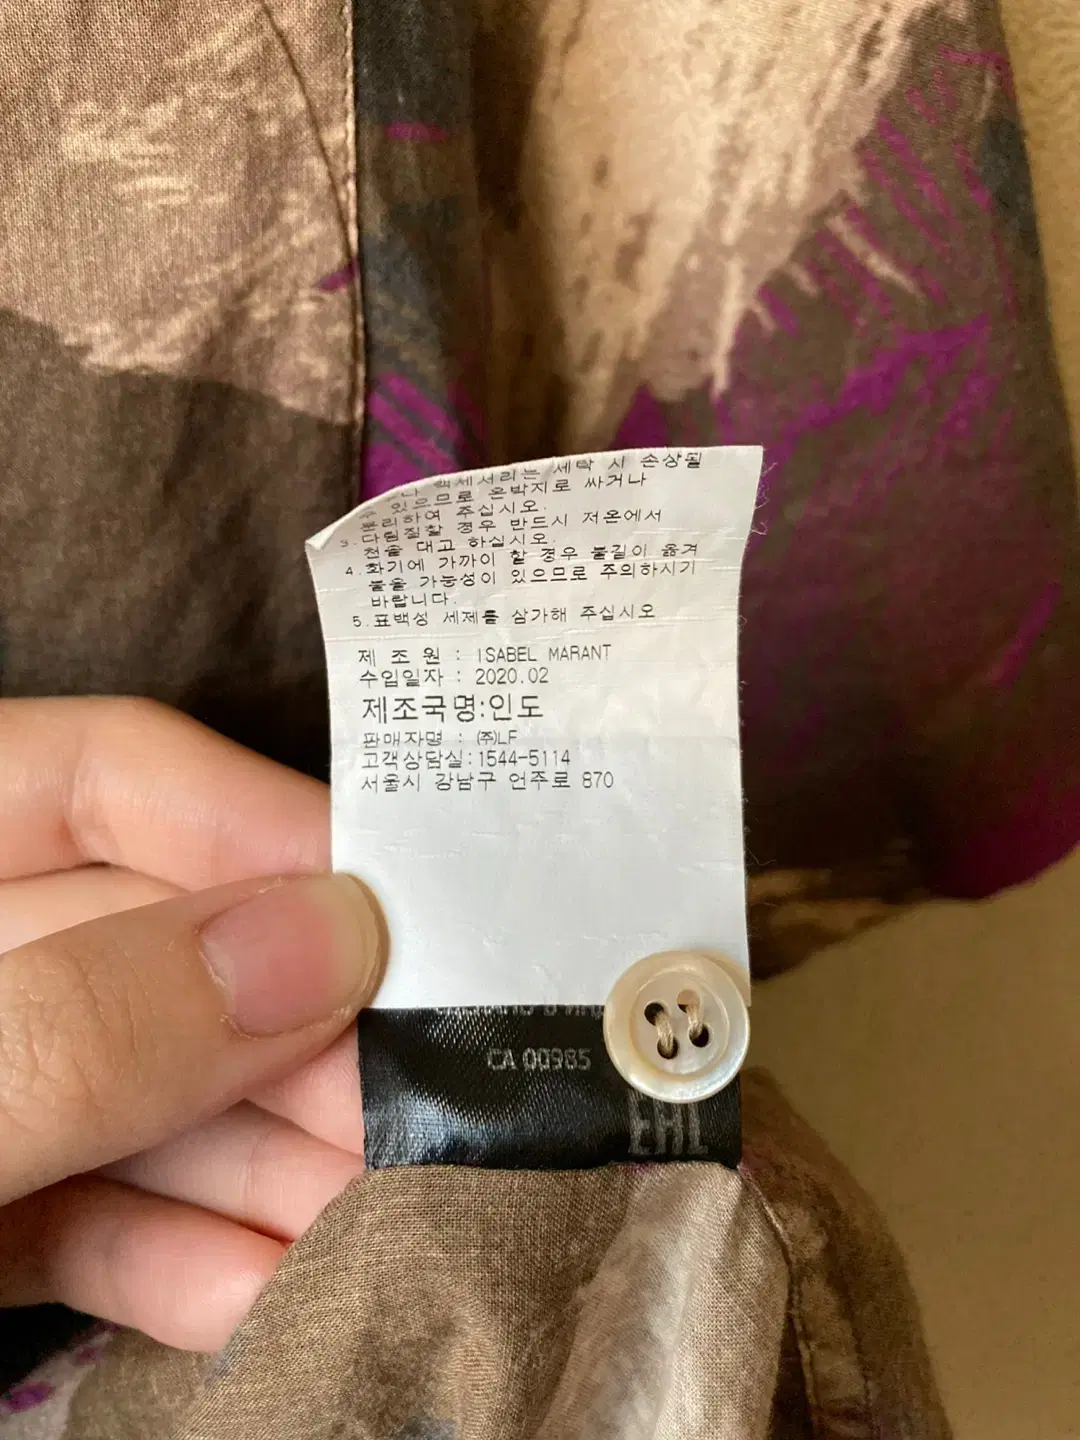 액세서리는 세탁 시 손상될
수 있으므로 은박지로 싸거나
분리하여 주십시오.
3.다림질할 경우 반드시 저온에서
천을 대고 하십시오.
4.화기에 가까이 할 경우 불길이 옮겨
붙을 가능성이 있으므로 주의하시기
바랍니다.
5.표백성 세제를 삼가해 주십시오
제 조 원 : ISABEL MARANT
수입일자 : 2020.02
제조국명:인도
판매자명 : ㈜LF
고객상담실:1544-5114
서울시 강남구 언주로 870
CA 00985
EAC